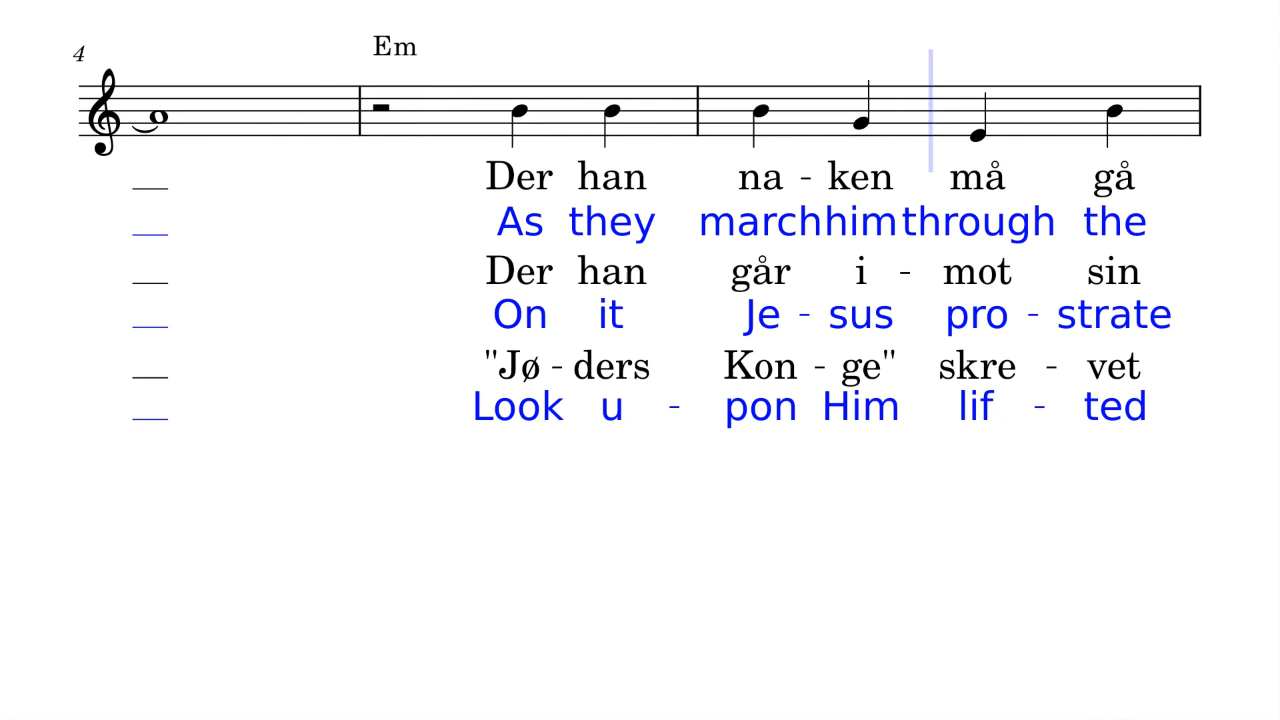 4
Em
Der han na - ken må gå
As they march him through the
Der han går i - mot sin
On it Je - sus pro - strate
"Jø - ders Kon - ge" skre - vet
Look u - pon Him lif - ted